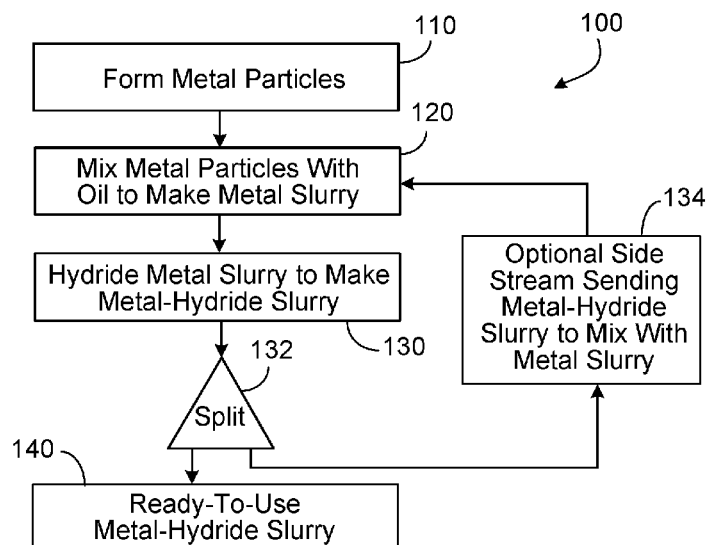 110
100
Form Metal Particles
120
Mix Metal Particles With
Oil to Make Metal Slurry
134
Optional Side
Stream Sending
Metal-Hydride
Slurry to Mix With
Metal Slurry
Hydride Metal Slurry to Make
Metal-Hydride Slurry
130
132
Split
140
Ready-To-Use
Metal-Hydride Slurry